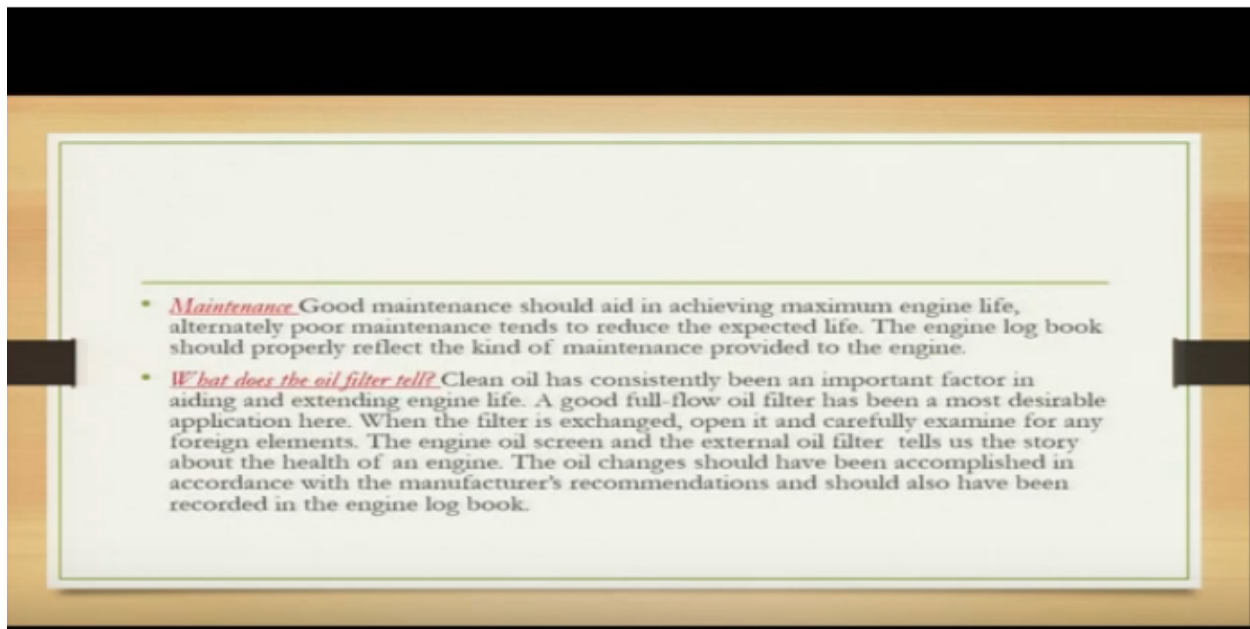 • Maintenance Good maintenance should aid in achieving maximum engine life,
alternately poor maintenance tends to reduce the expected life. The engine log book
should properly reflect the kind of maintenance provided to the engine.
• What does the oil filter tell? Clean oil has consistently been an important factor in
aiding and extending engine life. A good full-flow oil filter has been a most desirable
application here. When the filter is exchanged, open it and carefully examine for any
foreign elements. The engine oil screen and the external oil filter tells us the story
about the health of an engine. The oil changes should have been accomplished in
accordance with the manufacturer’s recommendations and should also have been
recorded in the engine log book.